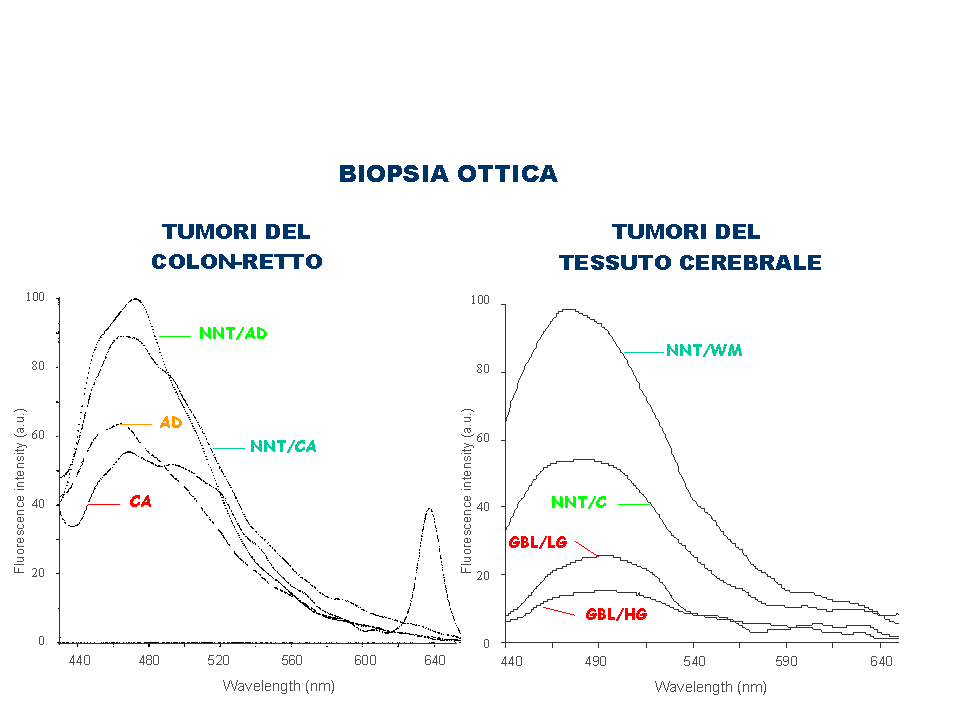 BIOPSIA OTTICA
TUMORI DEL
COLON-RETTO
100
80
60
40
20
0
Fluorescence intensity (a.u.)
NNT/AD
AD
NNT/CA
CA
440 480 520 560 600 640
Wavelength (nm)
TUMORI DEL
TESSUTO CEREBRALE
100
80
60
40
20
0
Fluorescence intensity (a.u.)
NNT/WM
NNT/C
GBL/LG
GBL/HG
440 490 540 590 640
Wavelength (nm)